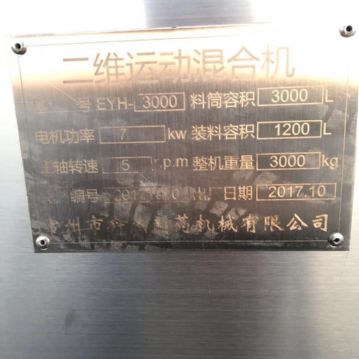 二维运动混合机
号 EYH- 3000 料筒容积 3000 L
电机功率 7 kw 装料容积 1200 L
轴转速 5 r.p.m 整机重量 3000 kg
编号 日期 2017.10
州市 机械有限公司